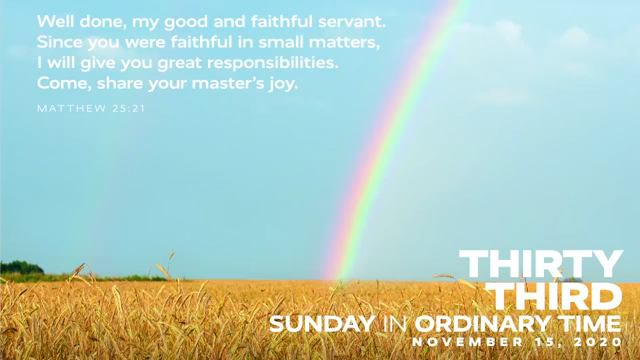 Well done, my good and faithful servant.
Since you were faithful in small matters,
I will give you great responsibilities.
Come, share your master’s joy.
MATTHEW 25:21
THIRTY
THIRD
SUNDAY IN ORDINARY TIME
NOVEMBER 15, 2020